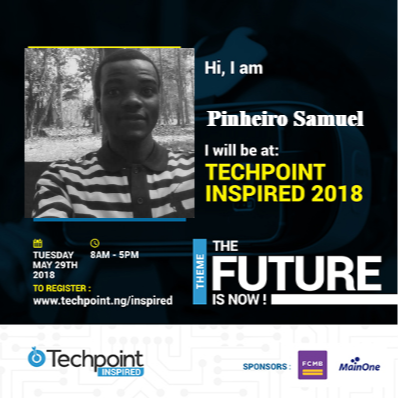 Hi, I am
Pinheiro Samuel
I will be at:
TECHPOINT
INSPIRED 2018
TUESDAY
MAY 29TH
2018
8AM - 5PM
TO REGISTER :
www.techpoint.ng/inspired
THEME
THE
FUTURE
IS NOW !
Techpoint
INSPIRED
SPONSORS :
FCMB
MainOne